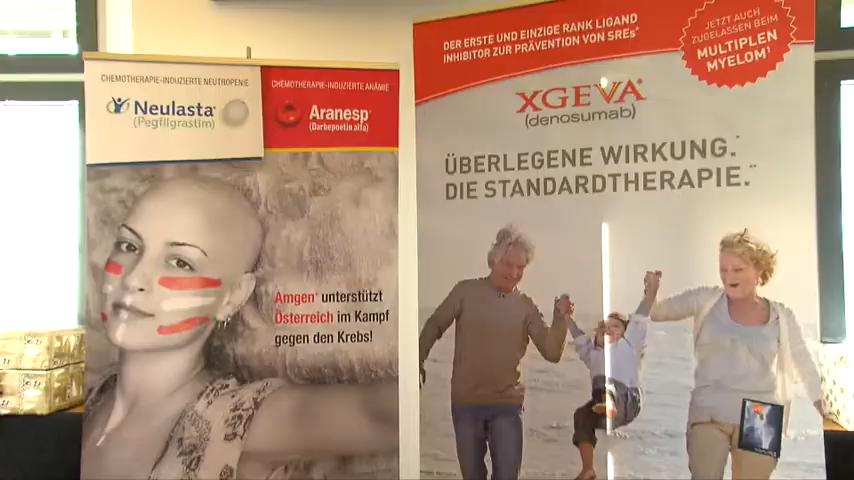 CHEMOTHERAPIE-INDUZIERTE NEUTROPENIE
Neulasta®
(Pegfilgrastim)
CHEMOTHERAPIE-INDUZIERTE ANÄMIE
Aranesp®
(Darbepoetin alfa)
Amgen® unterstützt
Österreich im Kampf
gegen den Krebs!
DER ERSTE UND EINZIGE RANK LIGAND
INHIBITOR ZUR PRÄVENTION VON SREs*
JETZT AUCH
ZUGELASSEN BEIM
MULTIPLEN
MYELOM¹
XGEVA®
(denosumab)
ÜBERLEGENE WIRKUNG.*
DIE STANDARDTHERAPIE.**